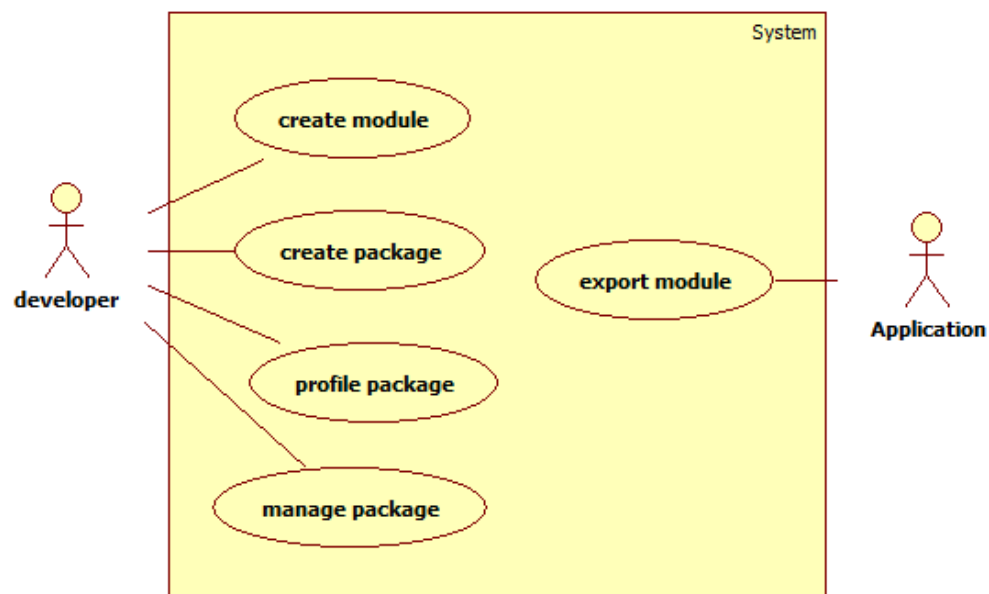 System
create module
create package
developer
export module
Application
profile package
manage package